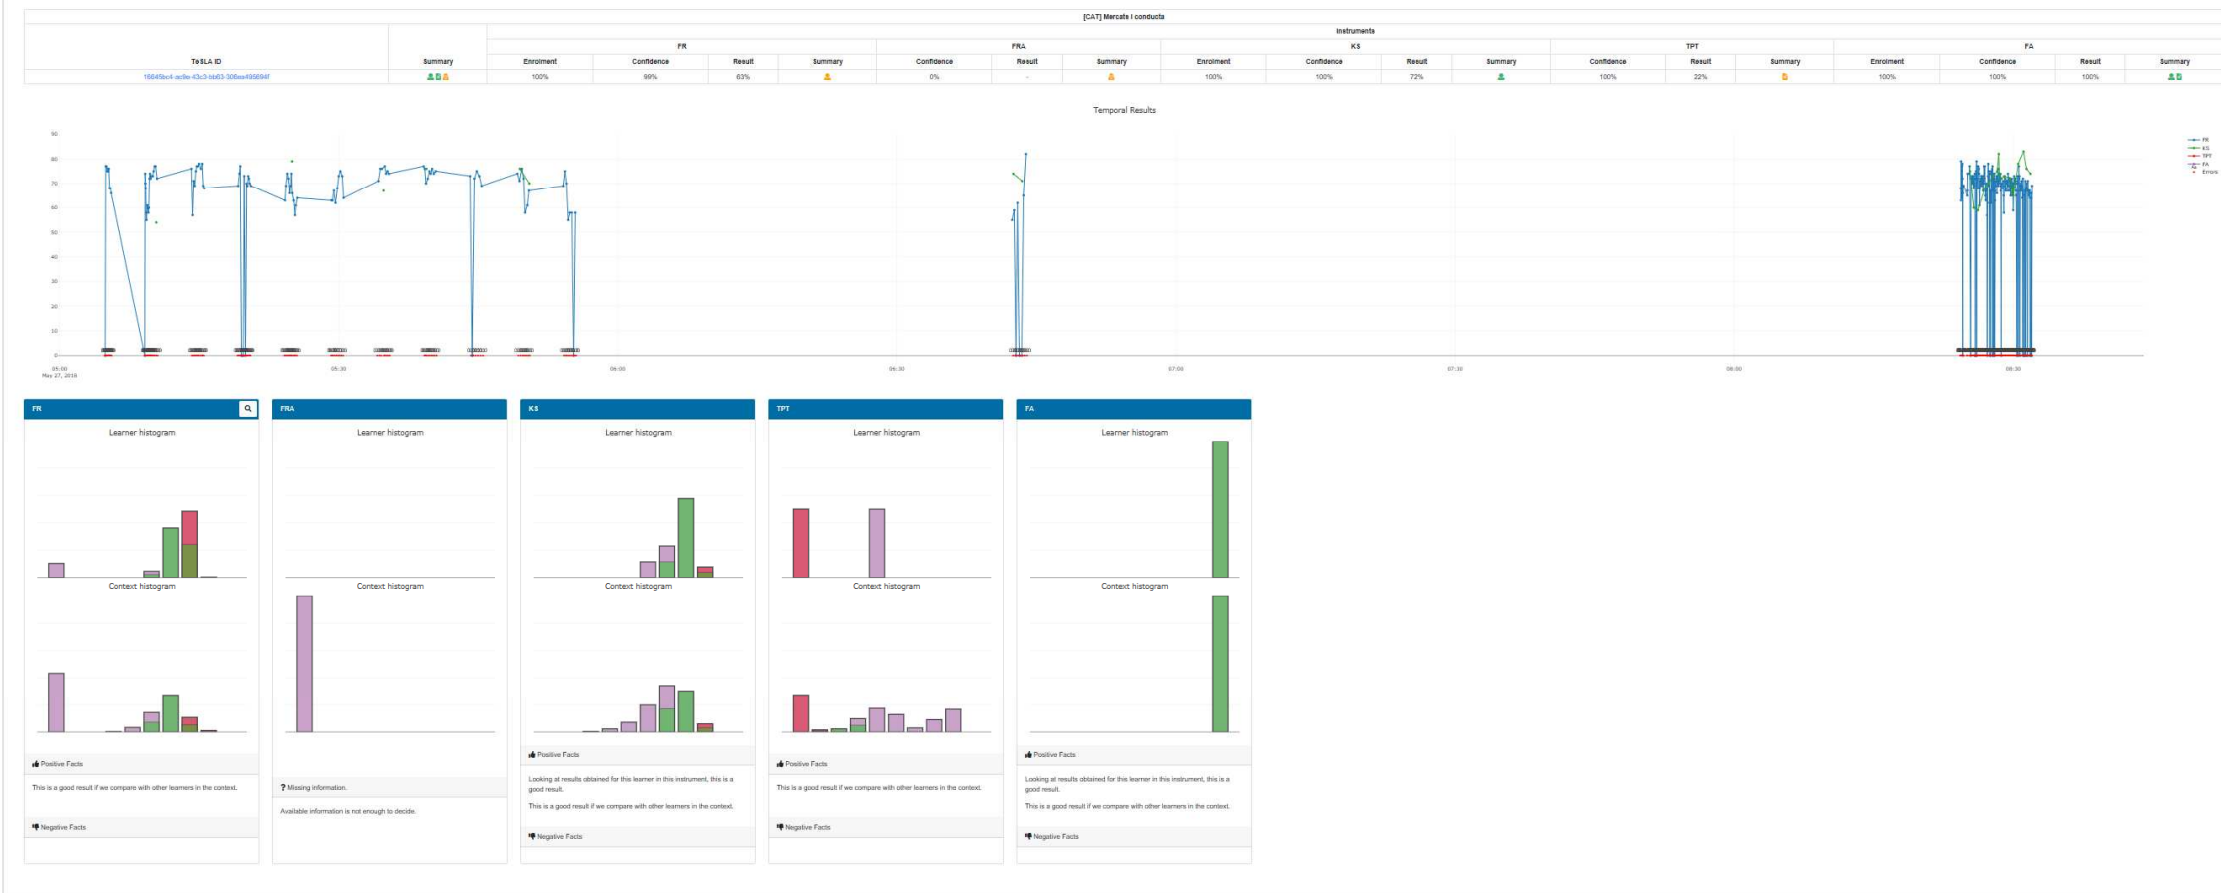 [CAT] Mercats i conducta
Instruments
FR FRA KS TPT FA
TeSLA ID Summary Enrolment Confidence Result Summary Confidence Result Summary Enrolment Confidence Result Summary Confidence Result Summary Enrolment Confidence Result Summary
100% 99% 63% 0% - 100% 100% 72% 100% 22% 100% 100% 100%
Temporal Results
90
80
70
60
50
40
30
20
10
0
FR
KS
TPT
FA
Errors
05:00 05:30 06:00 06:30 07:00 07:30 08:00 08:30
May 27, 2016
FR FRA KS TPT FA
Learner histogram Learner histogram Learner histogram Learner histogram Learner histogram
Context histogram Context histogram Context histogram Context histogram Context histogram
Positive Facts
This is a good result if we compare with other learners in the context.
Negative Facts
? Missing information.
Available information is not enough to decide.
Positive Facts
Looking at results obtained for this learner in this instrument, this is a
good result.
This is a good result if we compare with other learners in the context.
Negative Facts
Positive Facts
This is a good result if we compare with other learners in the context.
Negative Facts
Positive Facts
Looking at results obtained for this learner in this instrument, this is a
good result.
This is a good result if we compare with other learners in the context.
Negative Facts